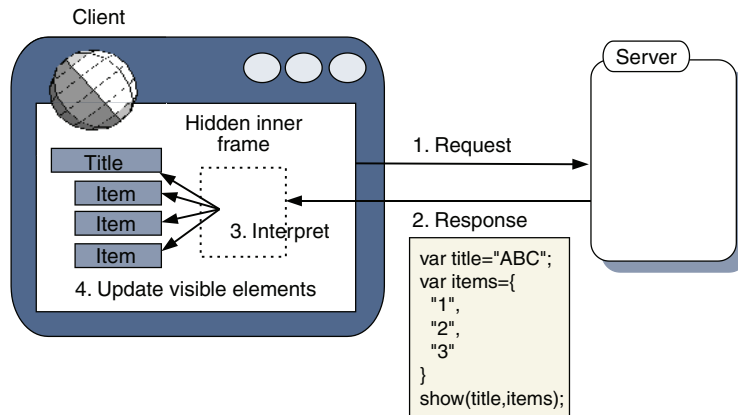 Client
Server
Hidden inner
frame
1. Request
Title
Item
Item
Item
3. Interpret
2. Response
4. Update visible elements
var title="ABC";
var items={
"1",
"2",
"3"
}
show(title,items);